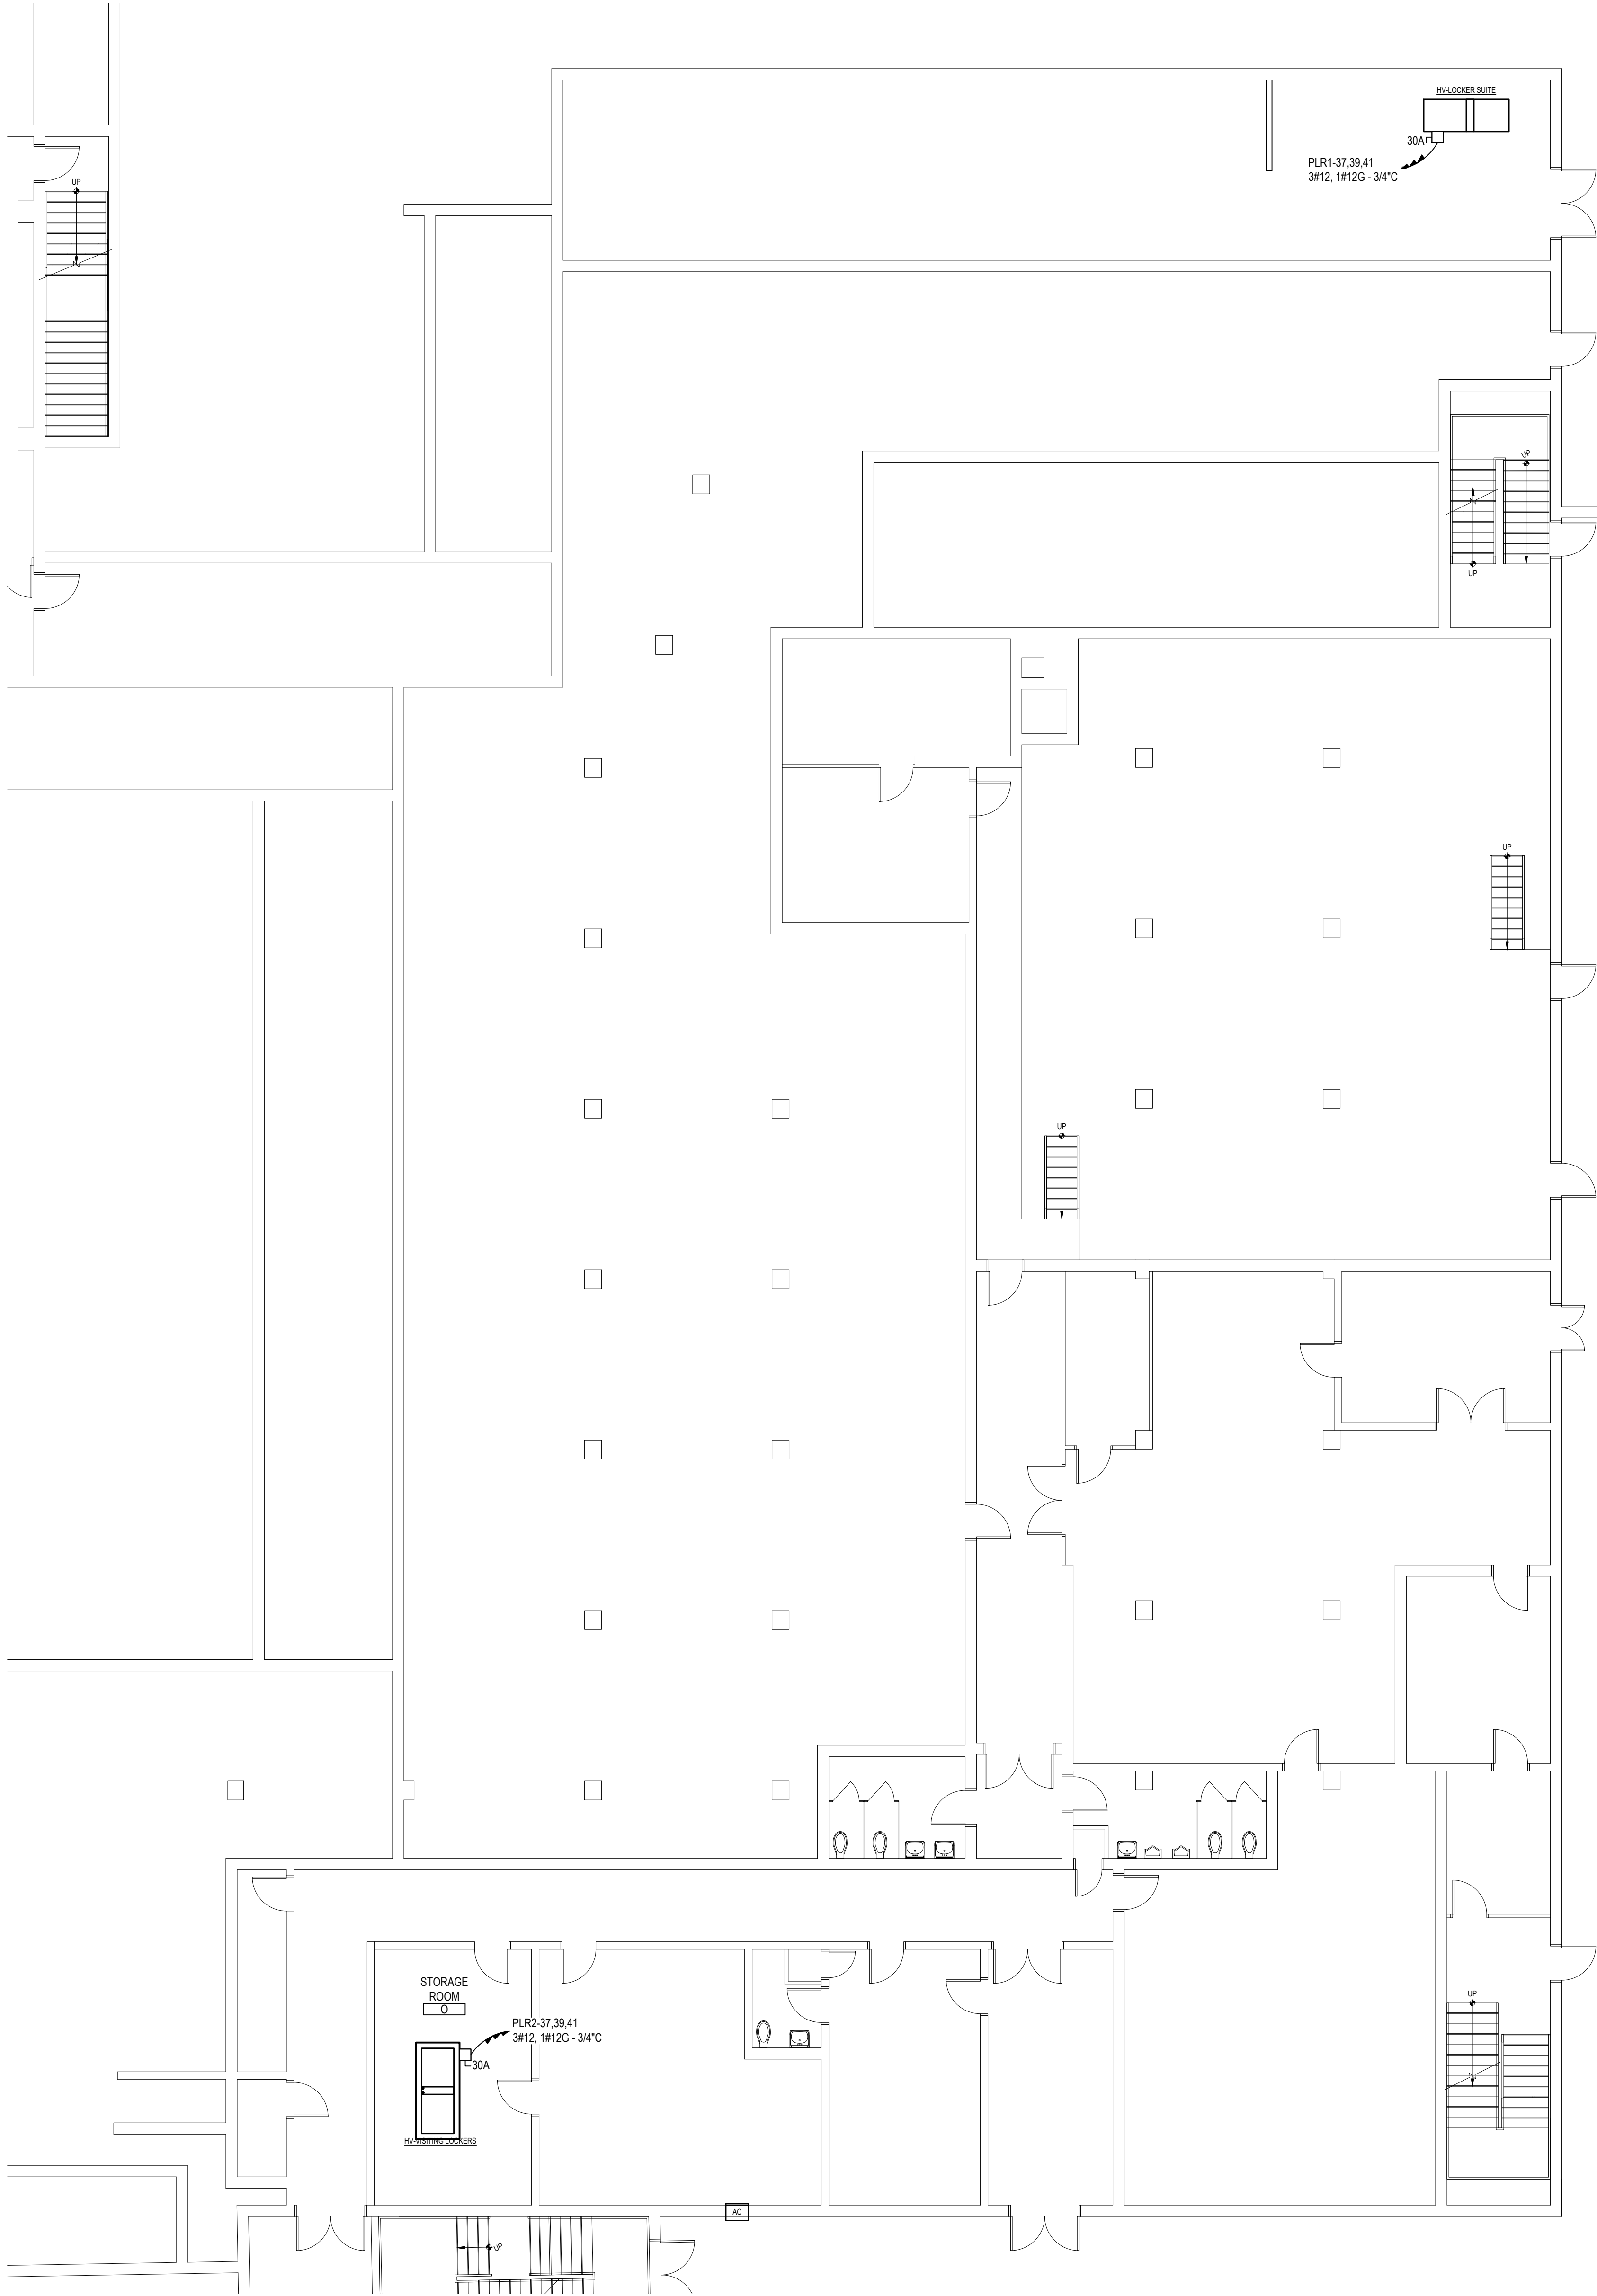 HV-LOCKER SUITE
30A
PLR1-37,39,41
3#12, 1#12G - 3/4"C
UP
UP
UP
UP
UP
STORAGE
ROOM
O
PLR2-37,39,41
3#12, 1#12G - 3/4"C
30A
HV-VISITING LOCKERS
UP
AC
UP